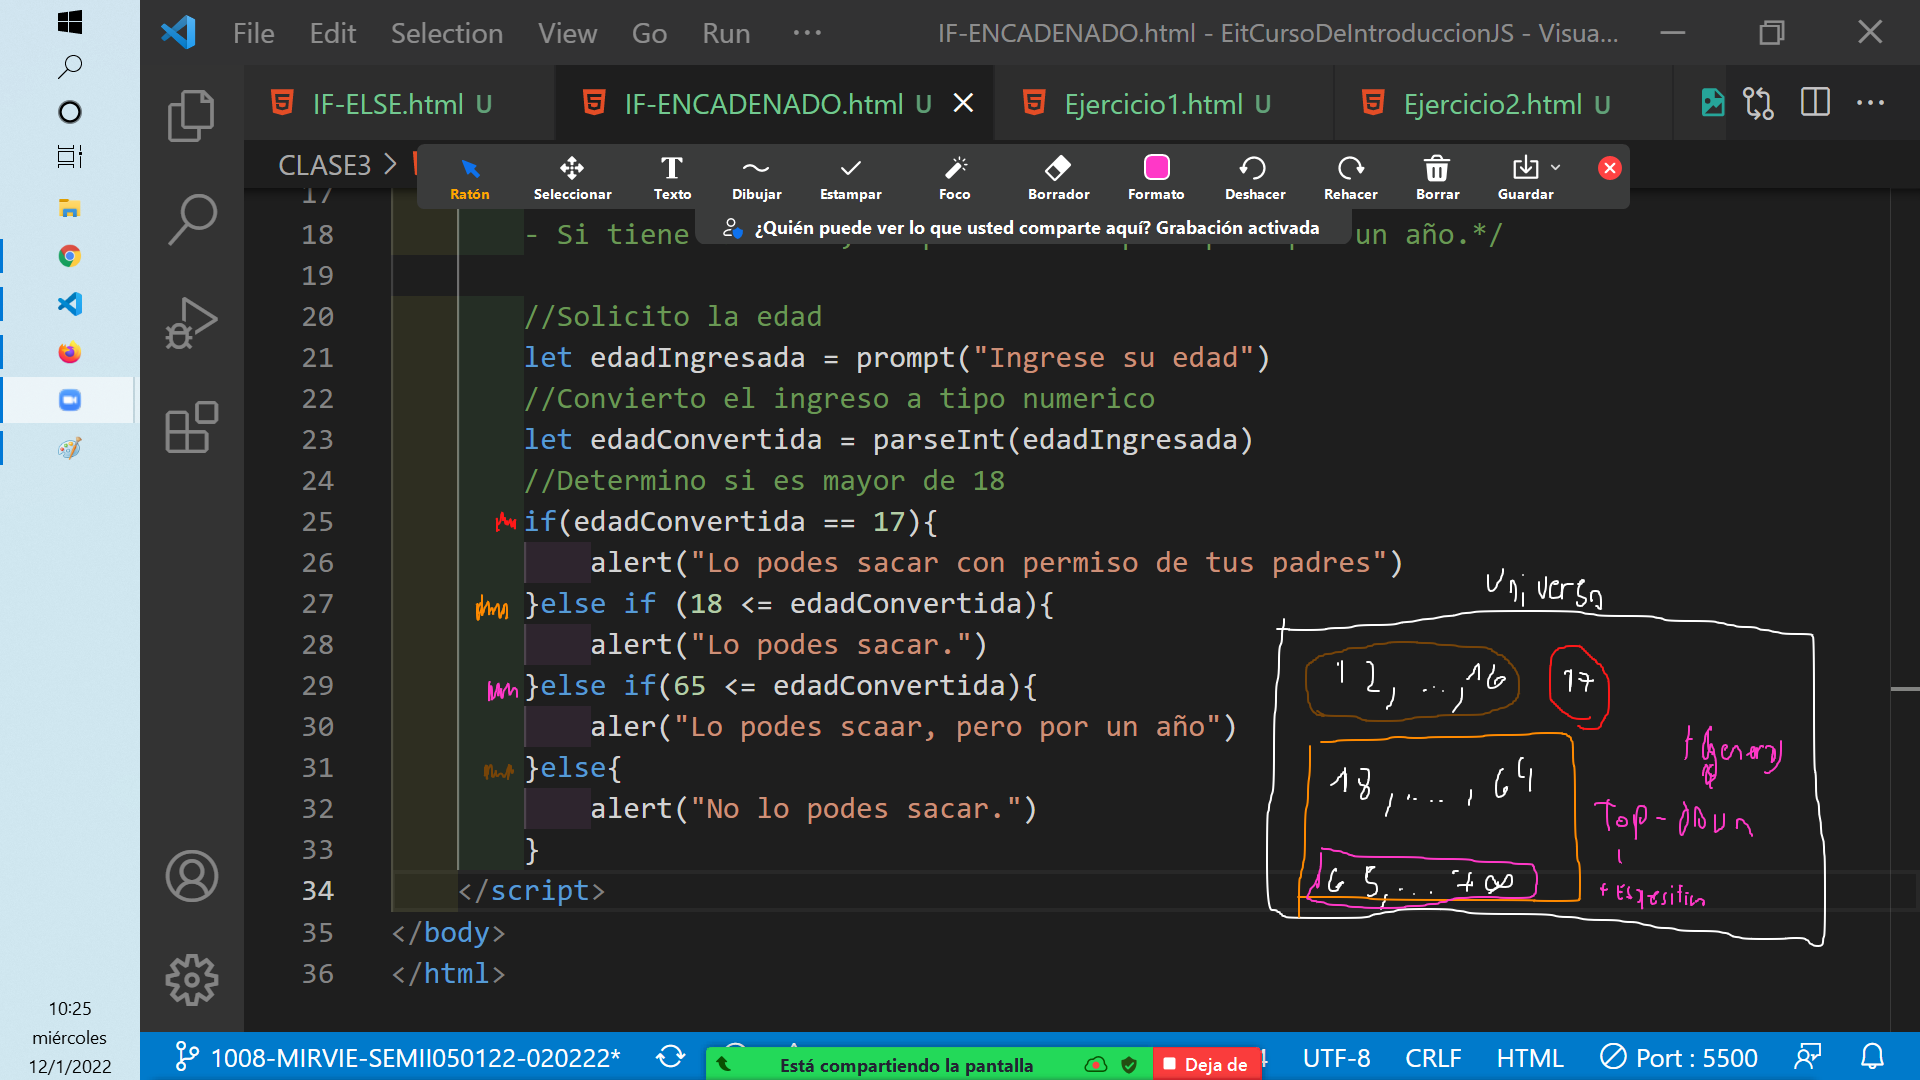 File Edit Selection View Go Run ··· IF-ENCADENADO.html - EitCursoDeIntroduccionJS - Visua...
IF-ELSE.html U IF-ENCADENADO.html U Ejercicio1.html U Ejercicio2.html U
CLASE3 >
Ratón Seleccionar Texto Dibujar Estampar Foco Borrador Formato Deshacer Rehacer Borrar Guardar
¿Quién puede ver lo que usted comparte aquí? Grabación activada
17
18 - Si tiene un año.*/
19
20 //Solicito la edad
21 let edadIngresada = prompt("Ingrese su edad")
22 //Convierto el ingreso a tipo numerico
23 let edadConvertida = parseInt(edadIngresada)
24 //Determino si es mayor de 18
25 if(edadConvertida == 17){
26 alert("Lo podes sacar con permiso de tus padres")
27 }else if (18 <= edadConvertida){
28 alert("Lo podes sacar.")
29 }else if(65 <= edadConvertida){
30 aler("Lo podes scaar, pero por un año")
31 }else{
32 alert("No lo podes sacar.")
33 }
34 </script>
35 </body>
36 </html>
Universo
1 2, ..., 16 17
18, ..., 64
65, ... +∞
Top-Down
10:25
miércoles
12/1/2022
1008-MIRVIE-SEMII050122-020222*
Está compartiendo la pantalla
Deja de
4 UTF-8 CRLF HTML Port : 5500